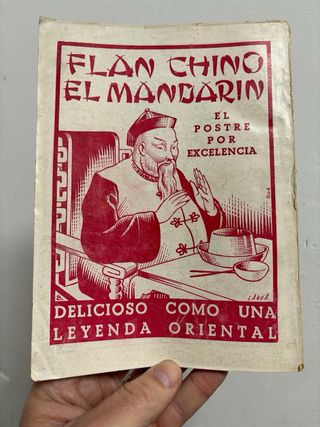 FLAN CHINO
EL MANDARIN
EL
POSTRE
POR
EXCELENCIA
DELICIOSO COMO UNA
LEYENDA ORIENTAL